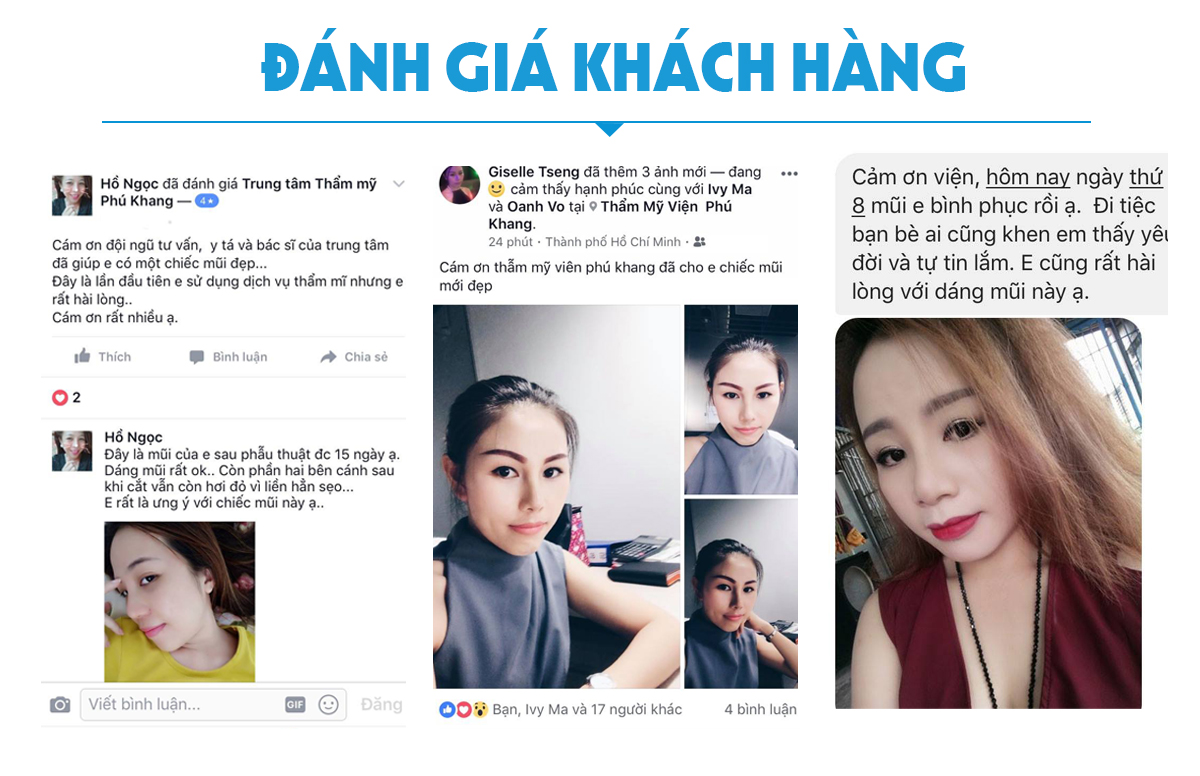 ĐÁNH GIÁ KHÁCH HÀNG
Hồ Ngọc đã đánh giá Trung tâm Thẩm mỹ
Phú Khang — 4★
Cám ơn đội ngũ tư vấn, y tá và bác sĩ của trung tâm
đã giúp e có một chiếc mũi đẹp...
Đây là lần đầu tiên e sử dụng dịch vụ thẩm mĩ nhưng e
rất hài lòng..
Cám ơn rất nhiều ạ.
Thích Bình luận Chia sẻ
2
Hồ Ngọc
Đây là mũi của e sau phẫu thuật đc 15 ngày ạ.
Dáng mũi rất ok.. Còn phần hai bên cánh sau
khi cắt vẫn còn hơi đỏ vì liền hẳn sẹo...
E rất là ưng ý với chiếc mũi này ạ..
Viết bình luận... GIF Đăng
Giselle Tseng đã thêm 3 ảnh mới — đang
cảm thấy hạnh phúc cùng với Ivy Ma
và Oanh Vo tại Thẩm Mỹ Viện Phú
Khang.
24 phút · Thành phố Hồ Chí Minh ·
Cám ơn thẫm mỹ viên phú khang đã cho e chiếc mũi
mới đẹp
Bạn, Ivy Ma và 17 người khác 4 bình luận
Cảm ơn viện, hôm nay ngày thứ
8 mũi e bình phục rồi ạ. Đi tiệc
bạn bè ai cũng khen em thấy yêu
đời và tự tin lắm. E cũng rất hài
lòng với dáng mũi này ạ.